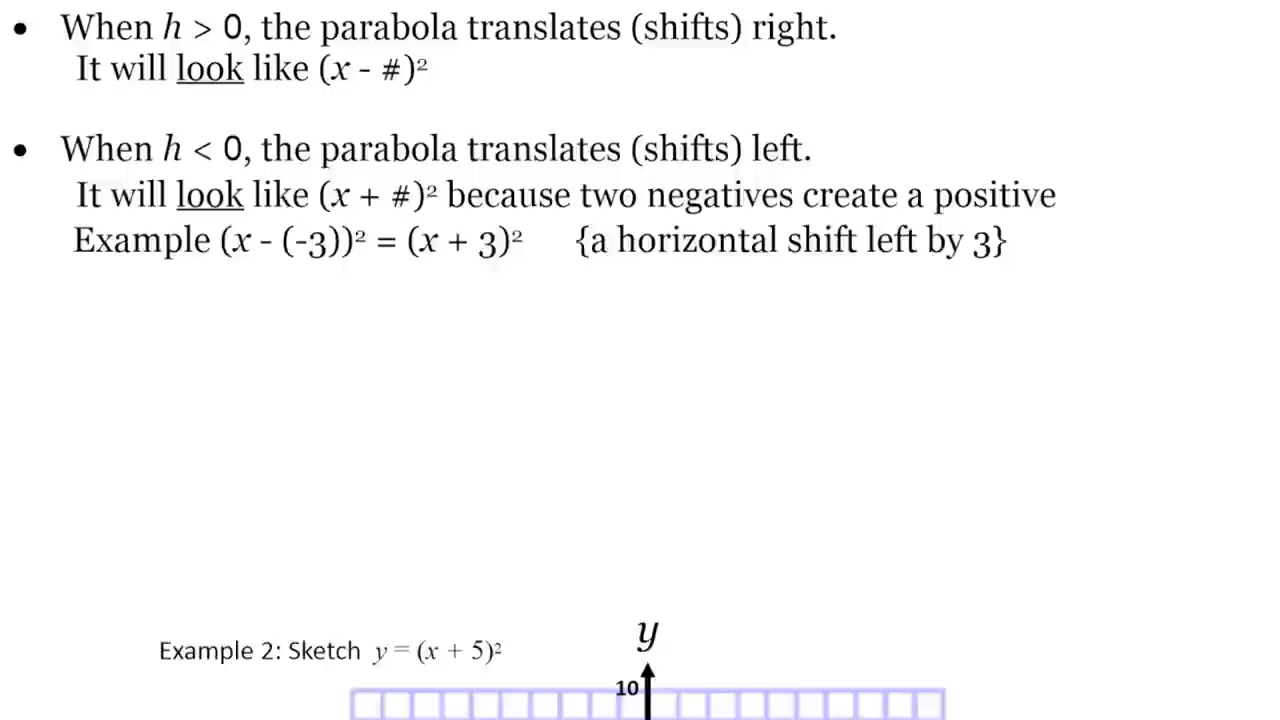 • When h > 0, the parabola translates (shifts) right.
It will look like (x - #)²
• When h < 0, the parabola translates (shifts) left.
It will look like (x + #)² because two negatives create a positive
Example (x - (-3))² = (x + 3)² {a horizontal shift left by 3}
y
Example 2: Sketch y = (x + 5)²
10